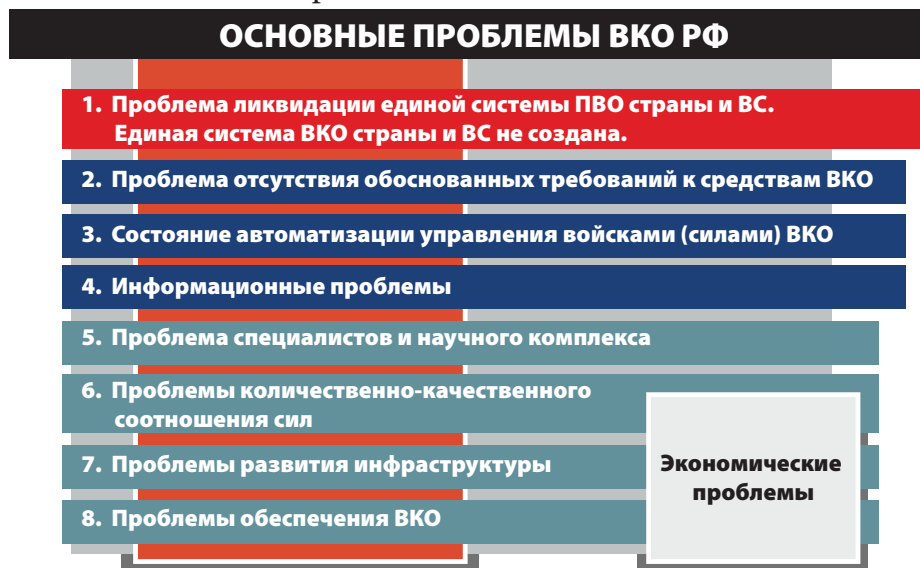 ОСНОВНЫЕ ПРОБЛЕМЫ ВКО РФ
1. Проблема ликвидации единой системы ПВО страны и ВС.
Единая система ВКО страны и ВС не создана.
2. Проблема отсутствия обоснованных требований к средствам ВКО
3. Состояние автоматизации управления войсками (силами) ВКО
4. Информационные проблемы
5. Проблема специалистов и научного комплекса
6. Проблемы количественно-качественного
соотношения сил
7. Проблемы развития инфраструктуры
8. Проблемы обеспечения ВКО
Экономические
проблемы